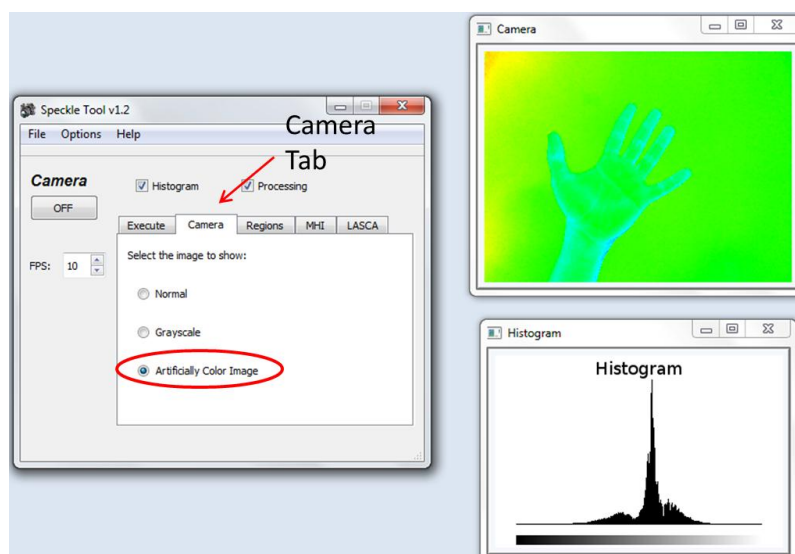 Speckle Tool v1.2
File Options Help
Camera
Tab
Camera
OFF
Histogram
Processing
Execute Camera Regions MHI LASCA
FPS: 10
Select the image to show:
Normal
Grayscale
Artificially Color Image
Camera
Histogram
Histogram